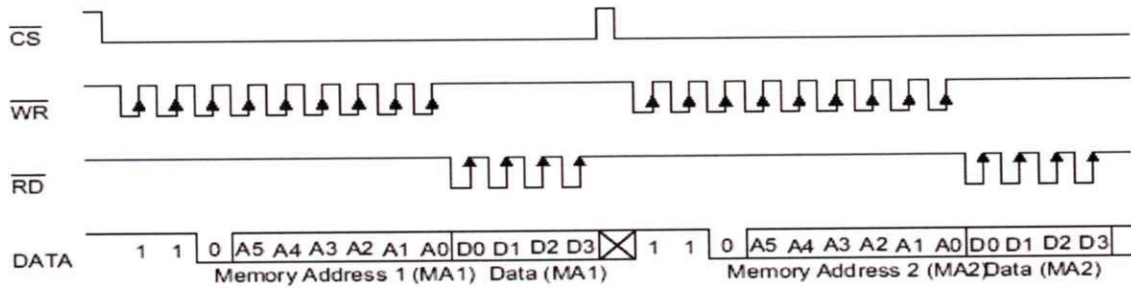 CS
WR
RD
DATA 1 1 0 A5 A4 A3 A2 A1 A0 D0 D1 D2 D3 1 1 0 A5 A4 A3 A2 A1 A0 D0 D1 D2 D3
Memory Address 1 (MA1) Data (MA1) Memory Address 2 (MA2) Data (MA2)